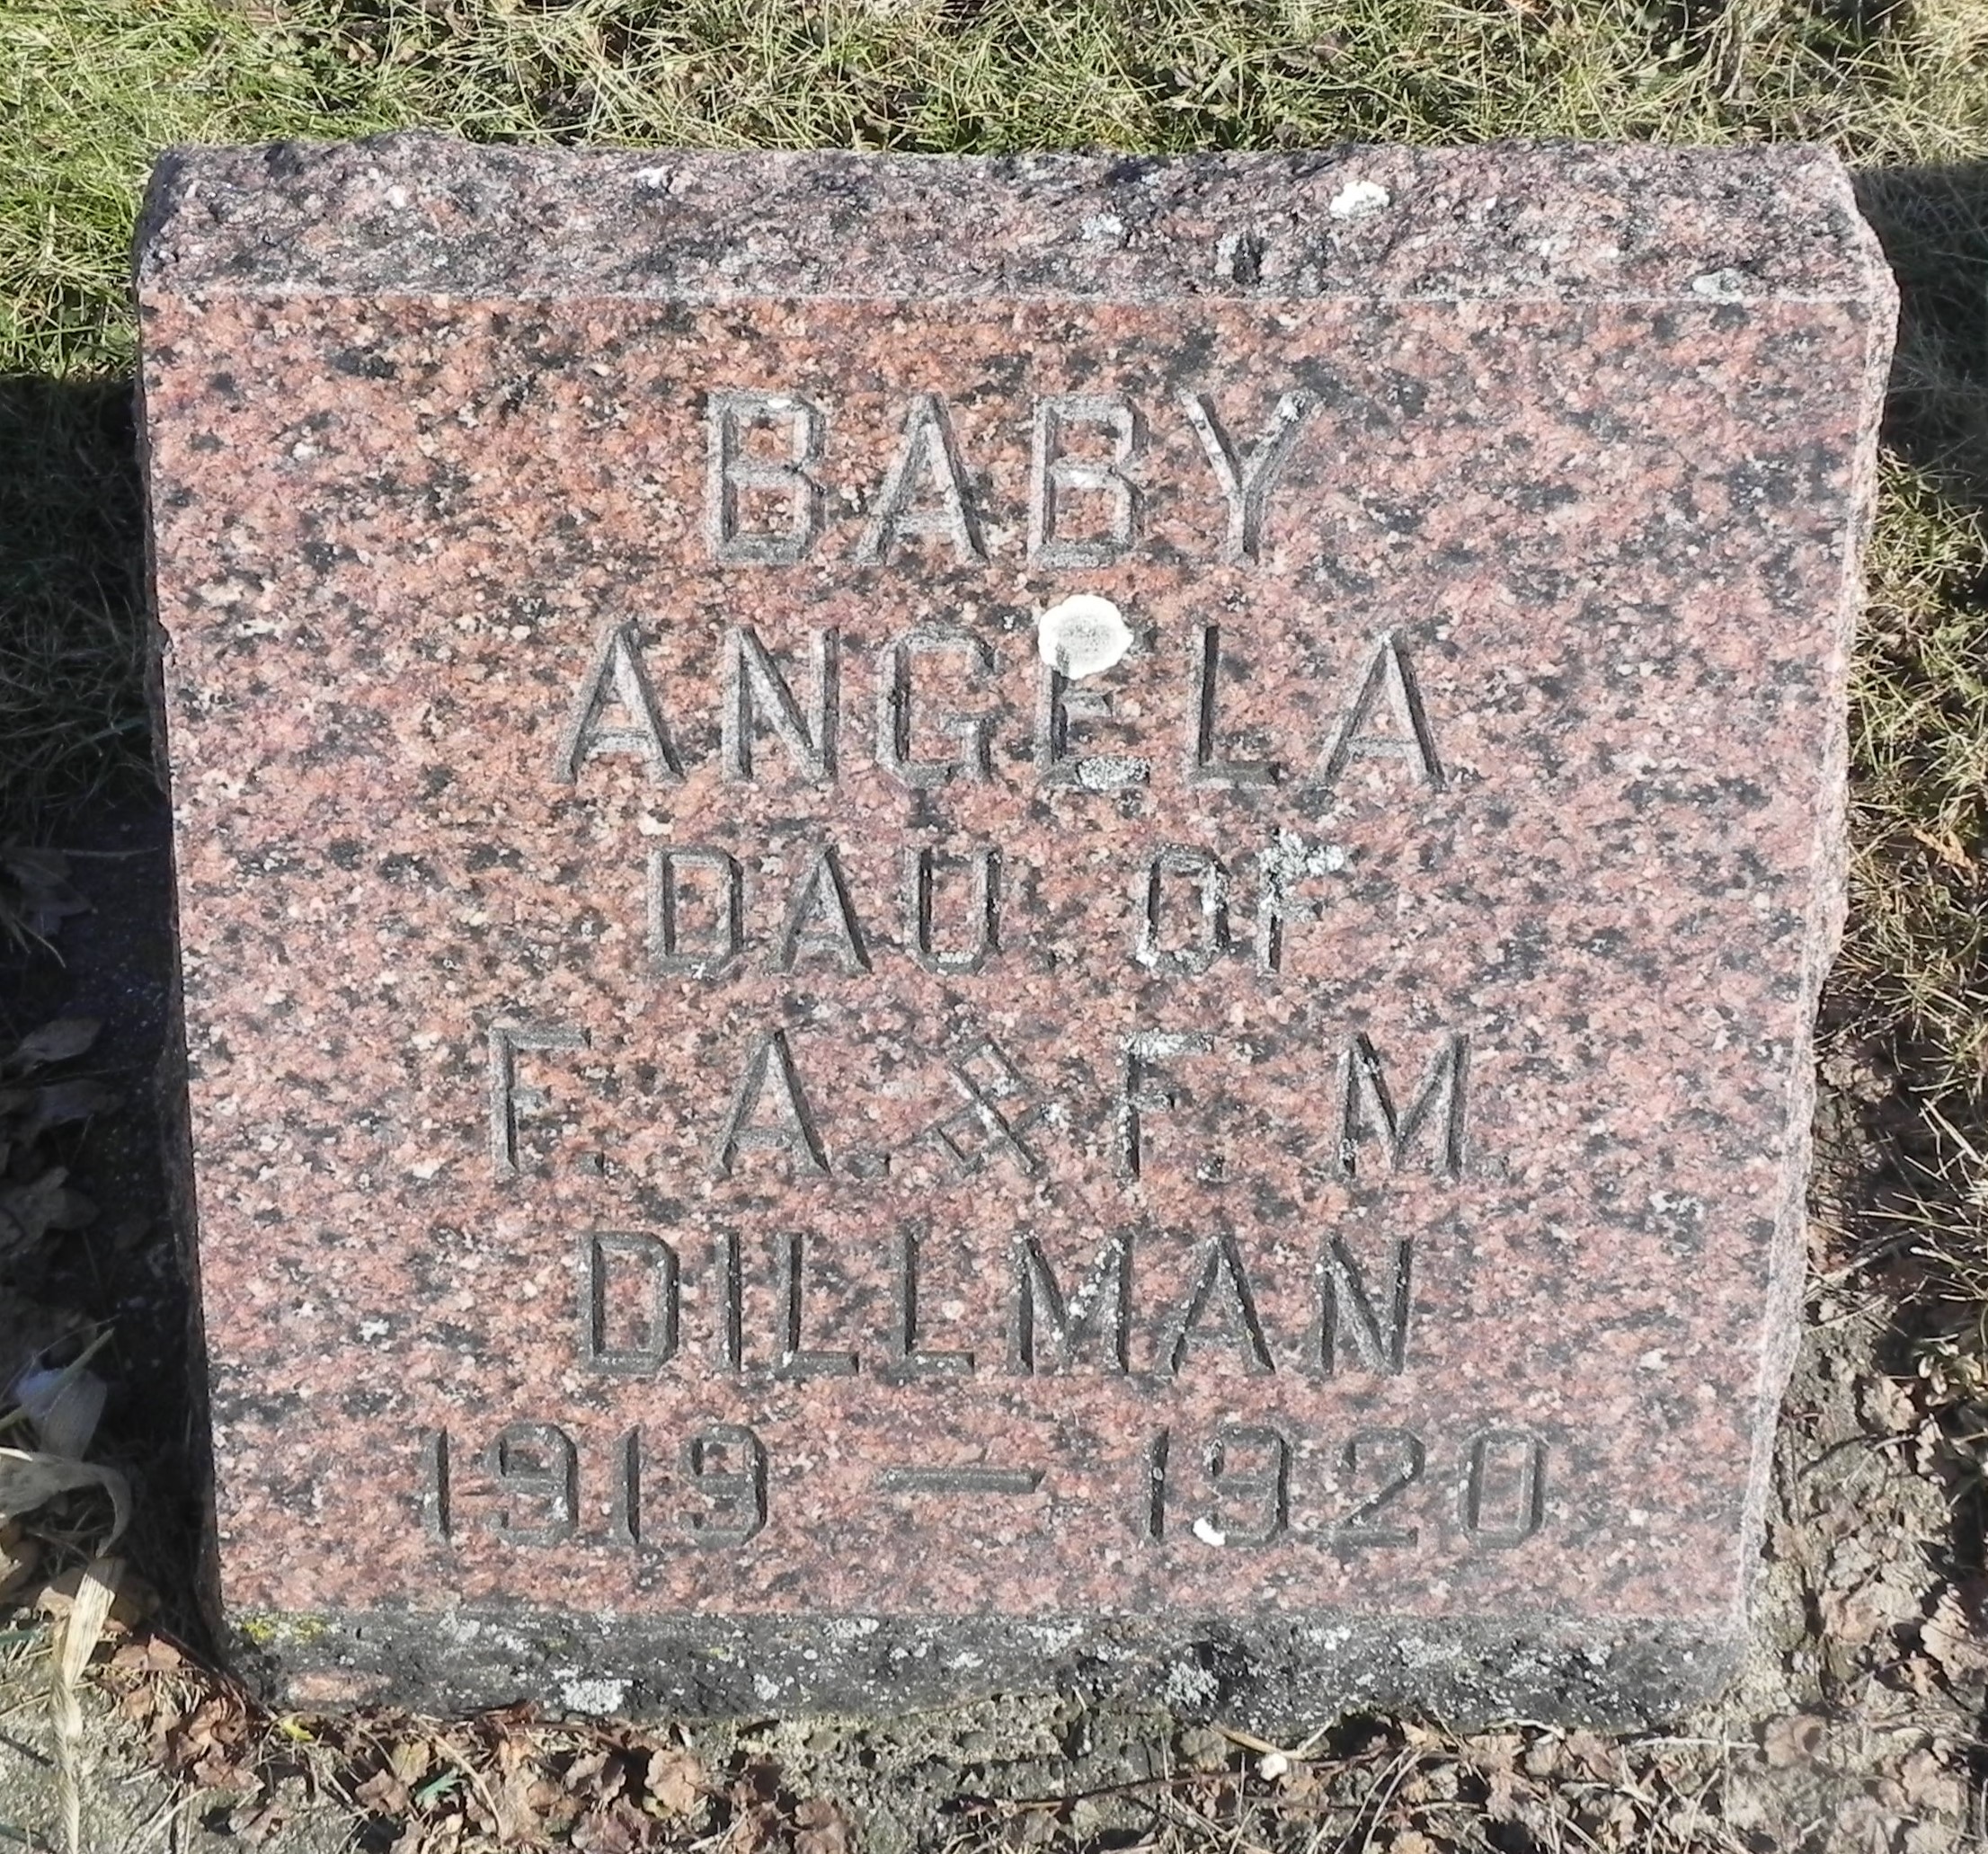 BABY
ANGELA
DAU. OF
F. A. & F. M.
DILLMAN
1919 — 1920